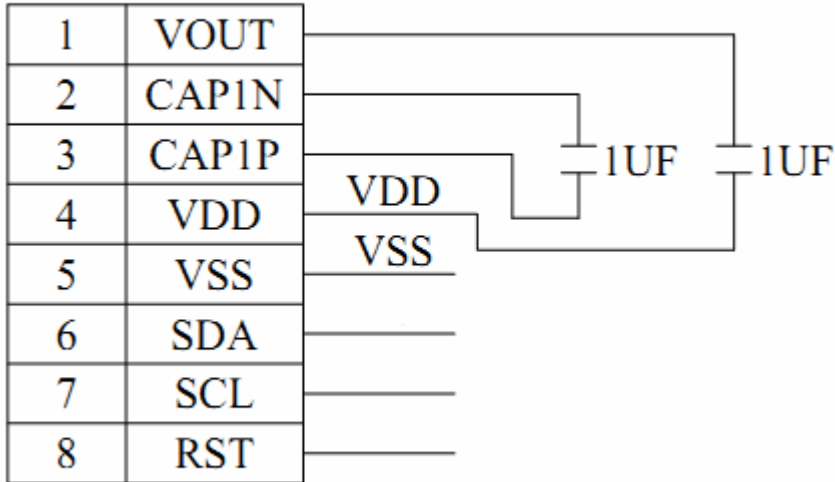 1 VOUT
2 CAP1N
3 CAP1P 1UF 1UF
VDD
4 VDD
VSS
5 VSS
6 SDA
7 SCL
8 RST